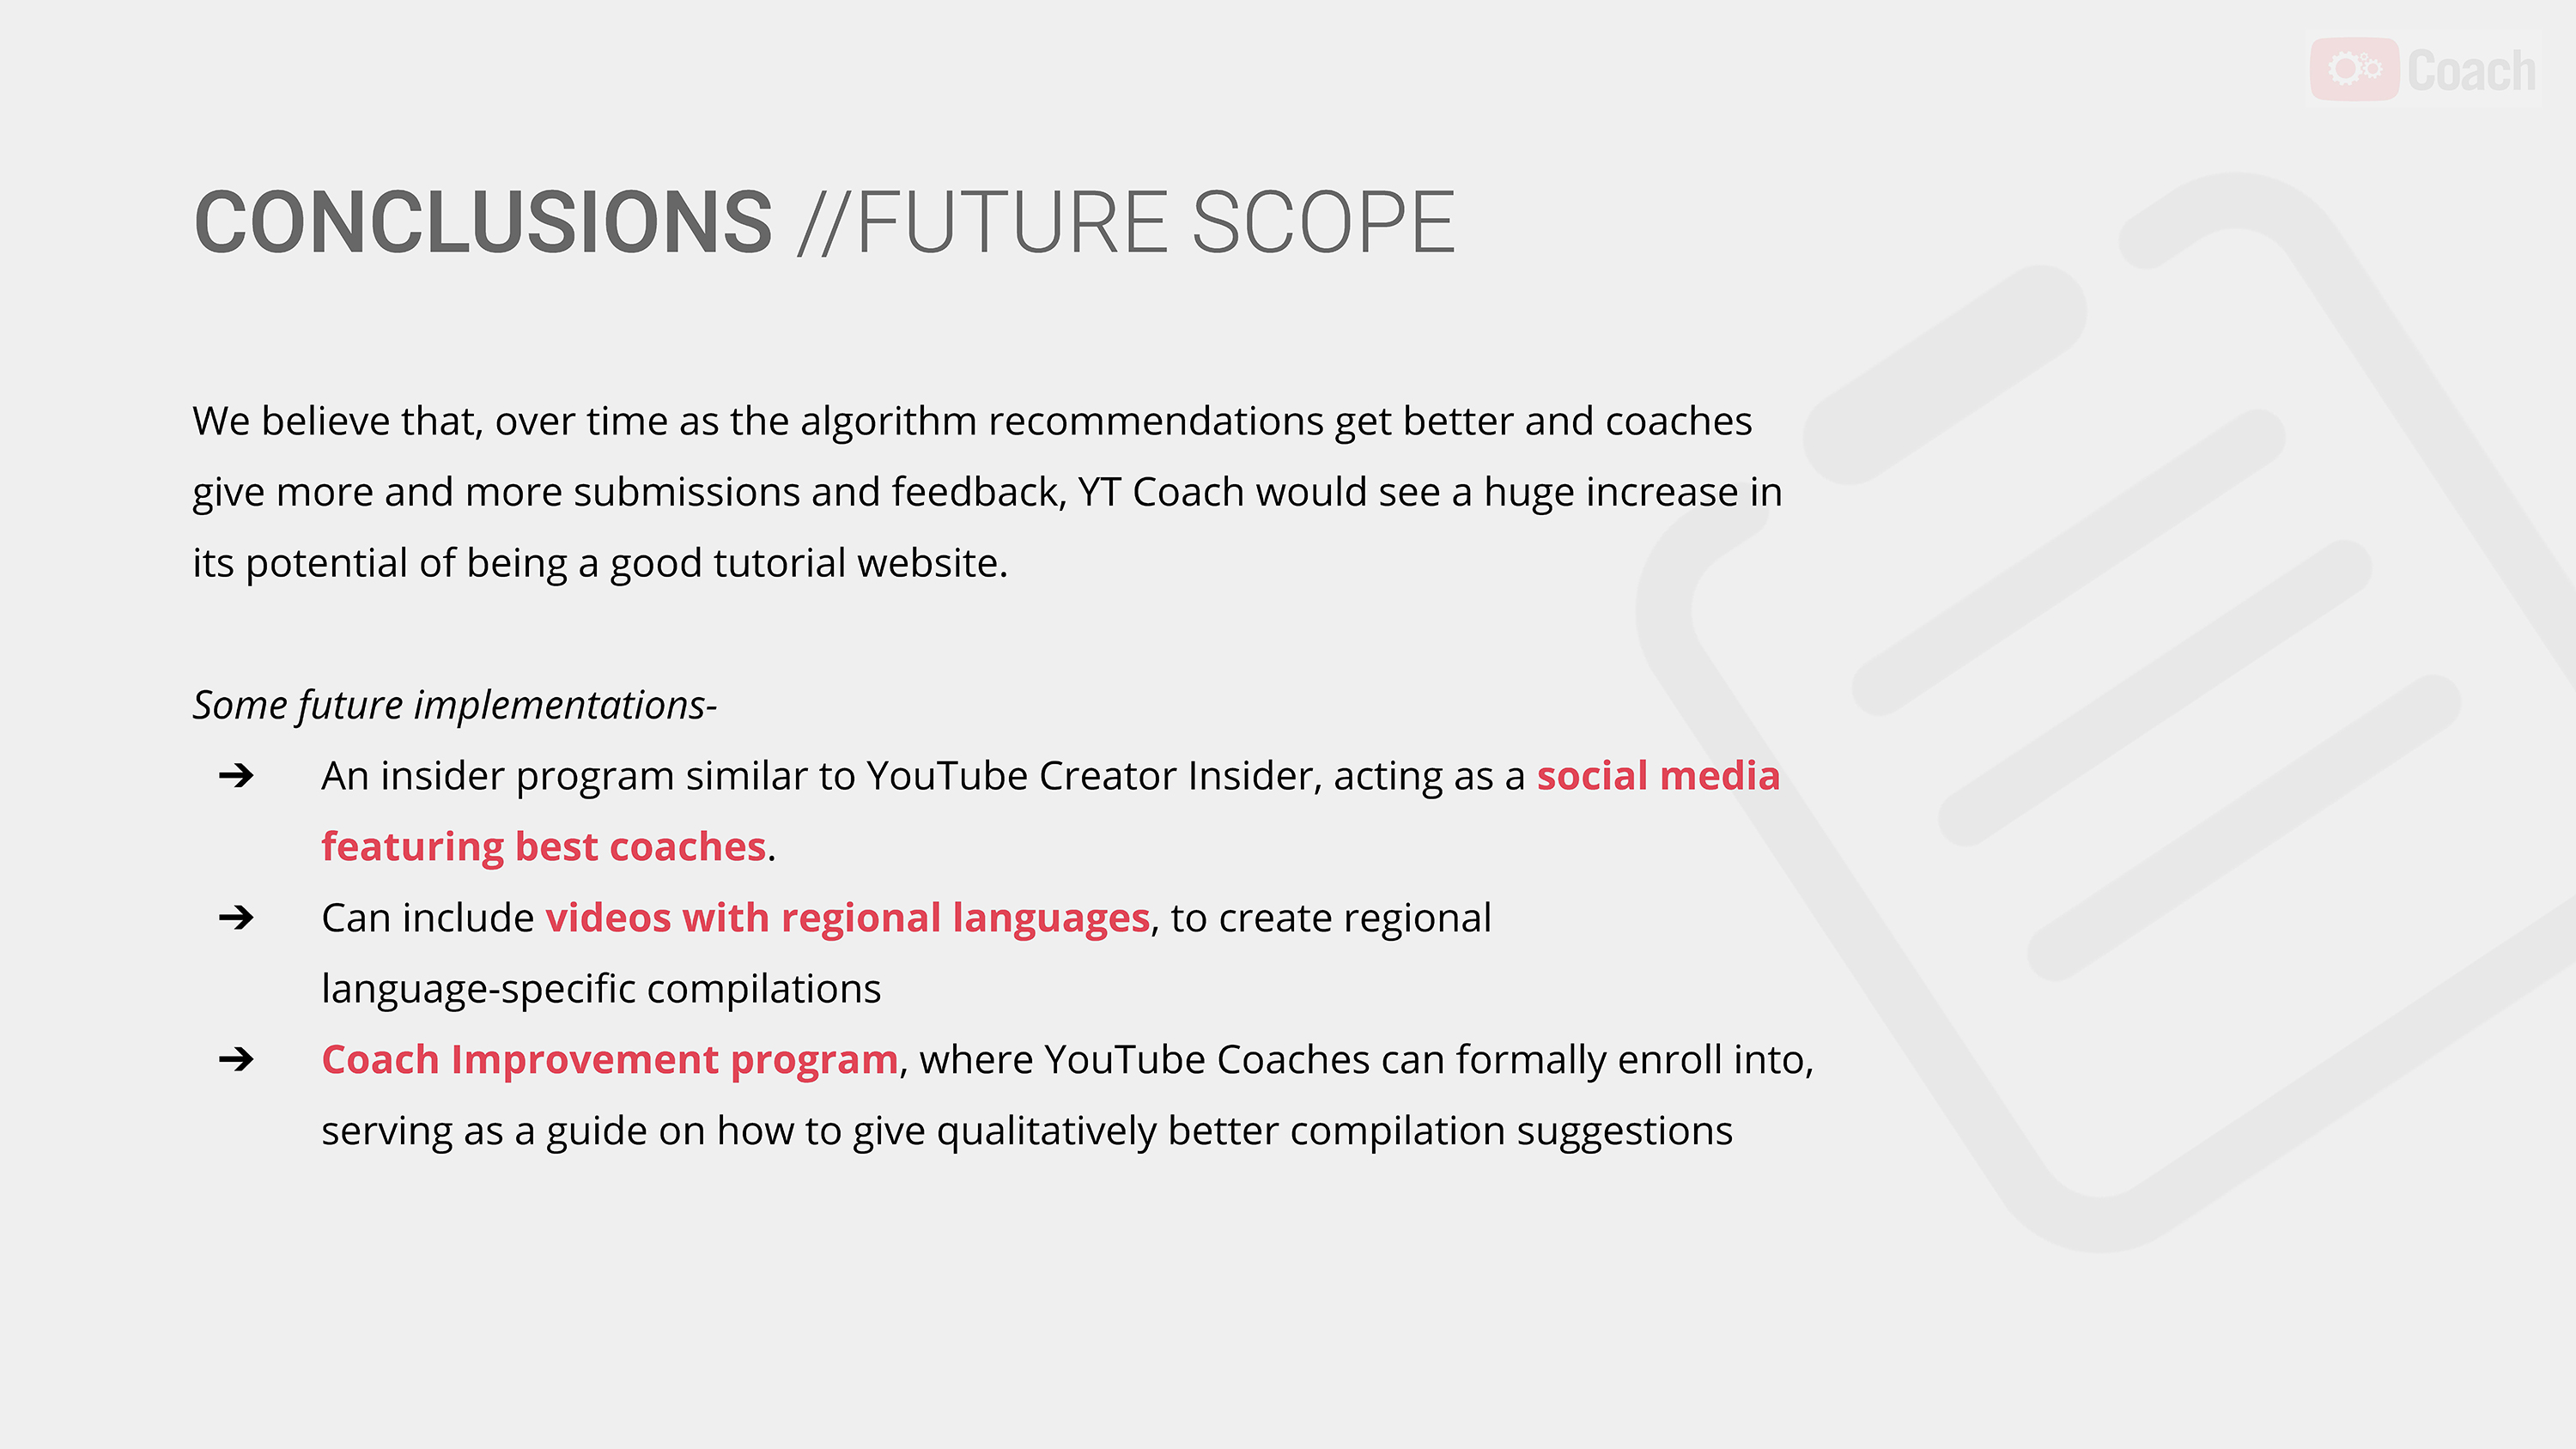 Coach
CONCLUSIONS //FUTURE SCOPE
We believe that, over time as the algorithm recommendations get better and coaches
give more and more submissions and feedback, YT Coach would see a huge increase in
its potential of being a good tutorial website.
Some future implementations-
➔ An insider program similar to YouTube Creator Insider, acting as a social media
featuring best coaches.
➔ Can include videos with regional languages, to create regional
language-specific compilations
➔ Coach Improvement program, where YouTube Coaches can formally enroll into,
serving as a guide on how to give qualitatively better compilation suggestions